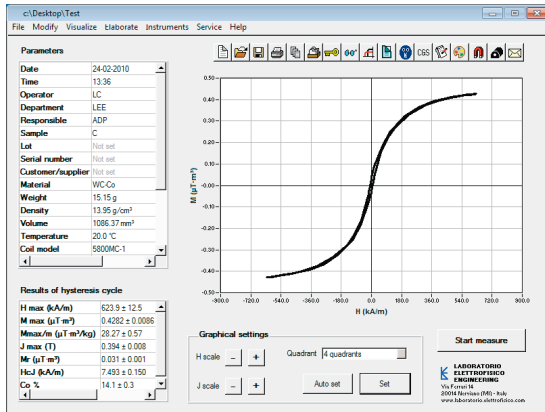 c:\Desktop\Test
File Modify Visualize Elaborate Instruments Service Help
Parameters
Date 24-02-2010
Time 13:36
Operator LC
Department LEE
Responsible ADP
Sample C
Lot Not set
Serial number Not set
Customer/supplier Not set
Material WC-Co
Weight 15.15 g
Density 13.95 g/cm³
Volume 1086.37 mm³
Temperature 20.0 °C
Coil model 5800MC-1
CGS
0.50
0.40
0.30
0.20
0.10
-0.00
-0.10
-0.20
-0.30
-0.40
-0.50
M (µT·m³)
-900.0 -720.0 -540.0 -360.0 -180.0 0.0 180.0 360.0 540.0 720.0 900.0
H (kA/m)
Results of hysteresis cycle
H max (kA/m) 623.9 ± 12.5
M max (µT·m³) 0.4282 ± 0.0086
Mmax/m (µT·m³/kg) 28.27 ± 0.57
J max (T) 0.394 ± 0.008
Mr (µT·m³) 0.031 ± 0.001
HcJ (kA/m) 7.493 ± 0.150
Co % 14.1 ± 0.3
Graphical settings
H scale - +
Quadrant 4 quadrants
J scale - +
Auto set
Set
Start measure
LABORATORIO
ELETTROFISICO
ENGINEERING
Via Ferrari 14
20014 Nerviano (MI) - Italy
www.laboratorio.elettrofisico.com